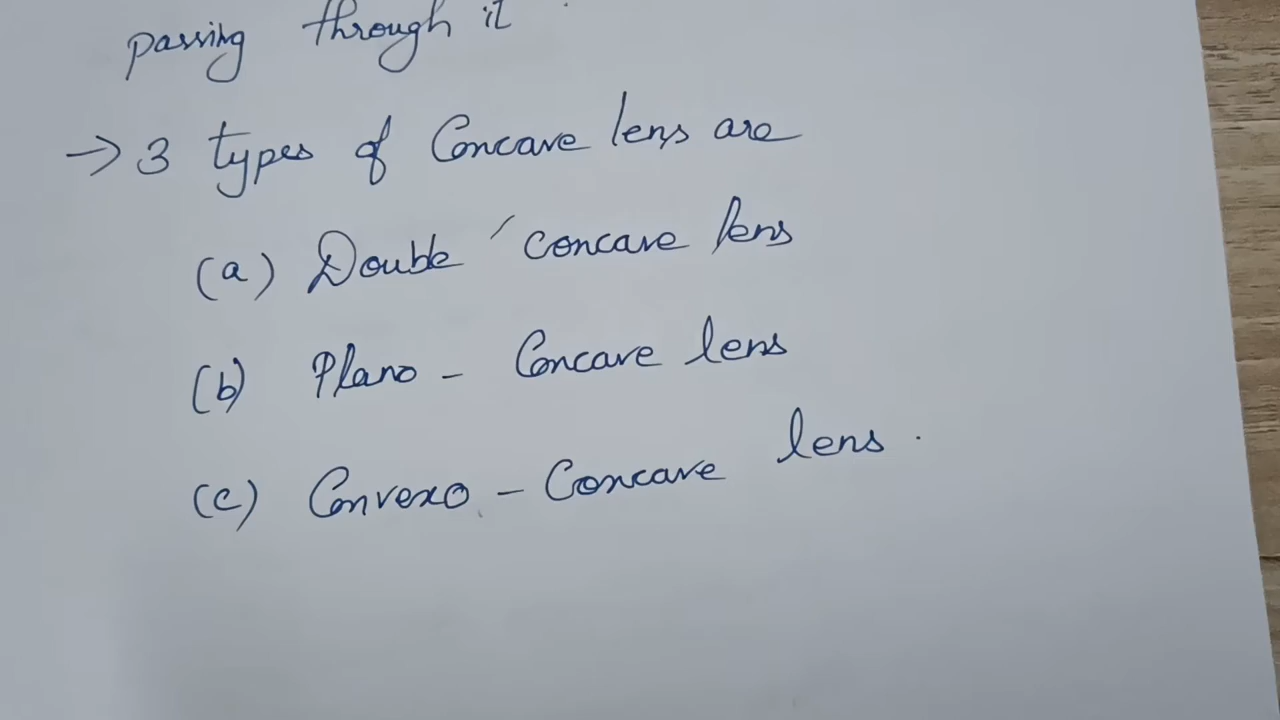 passing through it.
→ 3 types of Concave lens are
(a) Double concave lens
(b) Plano - Concave lens
(c) Convexo - Concave lens.